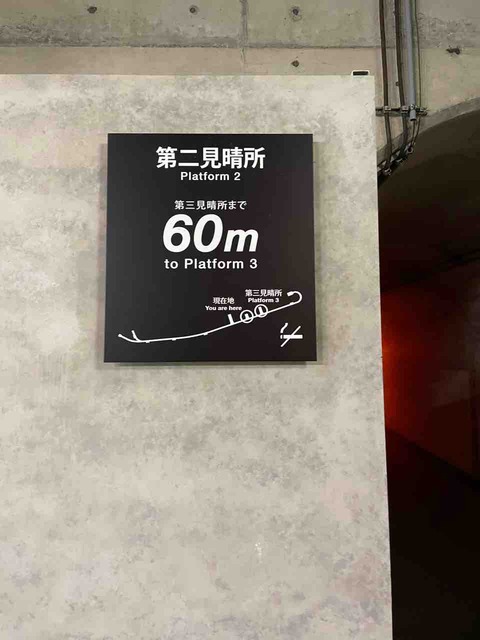 第二見晴所
Platform 2
第三見晴所まで
60m
to Platform 3
第三見晴所
Platform 3
現在地
You are here